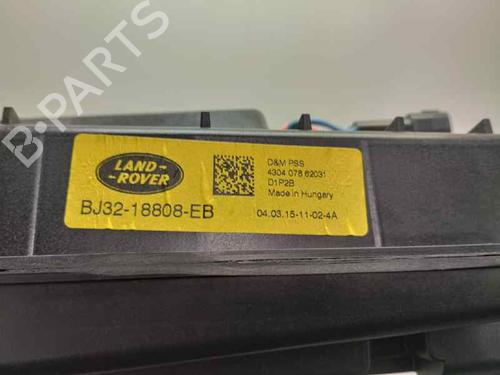 B-PARTS
LAND-
-ROVER
BJ32-18808-EB
D&M PSS
4304 078 62031
D1P2B
Made in Hungary
04.03.15-11-02-4A